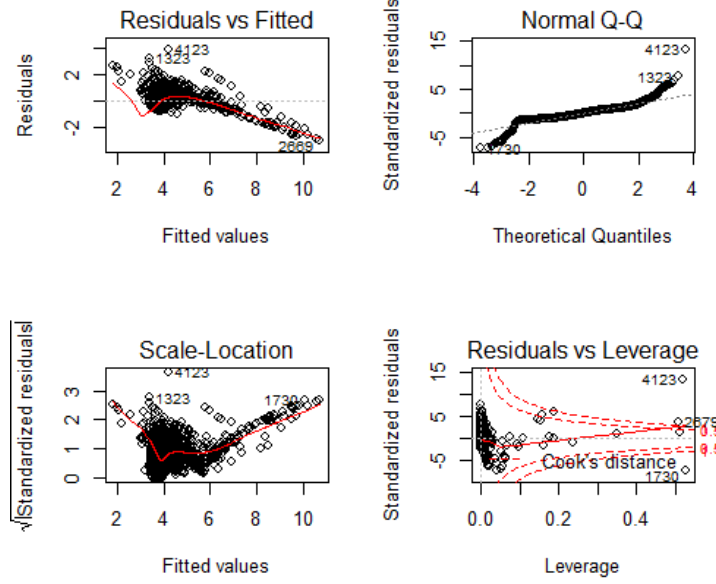 Residuals vs Fitted
Residuals
2
-2
4123
1323
2669
2 4 6 8 10
Fitted values
Normal Q-Q
Standardized residuals
15
5
-5
4123
1323
1730
-4 -2 0 2 4
Theoretical Quantiles
Scale-Location
√|Standardized residuals|
3
2
1
0
4123
1323
1730
2 4 6 8 10
Fitted values
Residuals vs Leverage
Standardized residuals
15
5
-5
4123
2679
Cook's distance
1730
0.0 0.2 0.4
Leverage